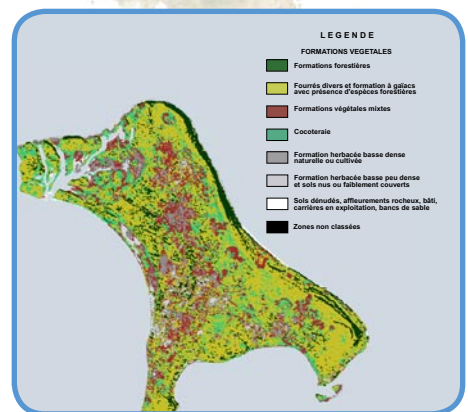 LEGENDE
FORMATIONS VEGETALES
Formations forestières
Fourrés divers et formation à gaïacs
avec présence d'espèces forestières
Formations végétales mixtes
Cocoteraie
Formation herbacée basse dense
naturelle ou cultivée
Formation herbacée basse peu dense
et sols nus ou faiblement couverts
Sols dénudés, affleurements rocheux, bâti,
carrières en exploitation, bancs de sable
Zones non classées